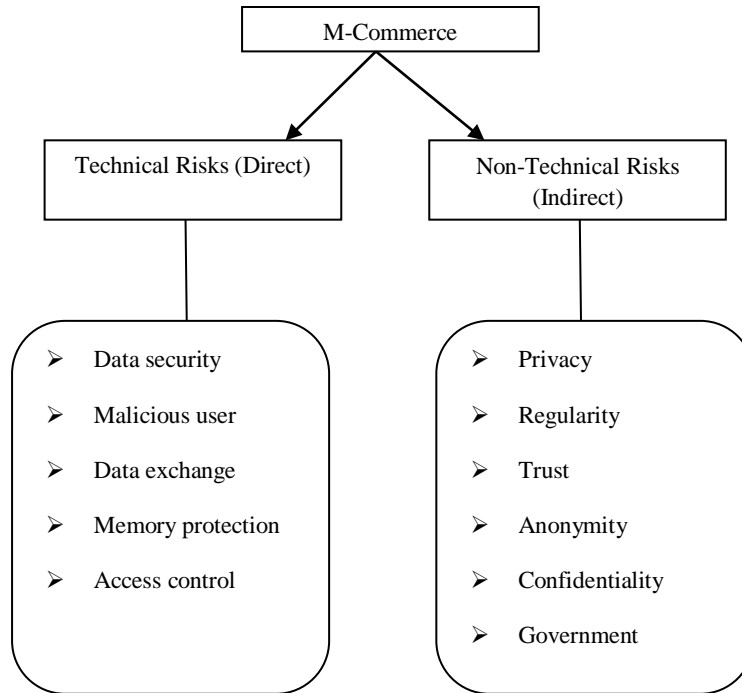 M-Commerce
Technical Risks (Direct)
Non-Technical Risks
(Indirect)
Data security
Malicious user
Data exchange
Memory protection
Access control
Privacy
Regularity
Trust
Anonymity
Confidentiality
Government